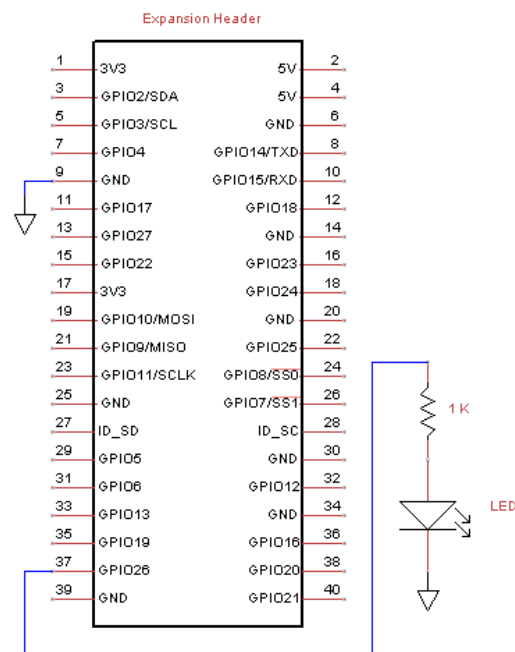 Expansion Header
1 3V3 5V 2
3 GPIO2/SDA 5V 4
5 GPIO3/SCL GND 6
7 GPIO4 GPIO14/TXD 8
9 GND GPIO15/RXD 10
11 GPIO17 GPIO18 12
13 GPIO27 GND 14
15 GPIO22 GPIO23 16
17 3V3 GPIO24 18
19 GPIO10/MOSI GND 20
21 GPIO9/MISO GPIO25 22
23 GPIO11/SCLK GPIO8/SS0 24
25 GND GPIO7/SS1 26
27 ID_SD ID_SC 28
29 GPIO5 GND 30
31 GPIO6 GPIO12 32
33 GPIO13 GND 34
35 GPIO19 GPIO16 36
37 GPIO26 GPIO20 38
39 GND GPIO21 40
1K
LED